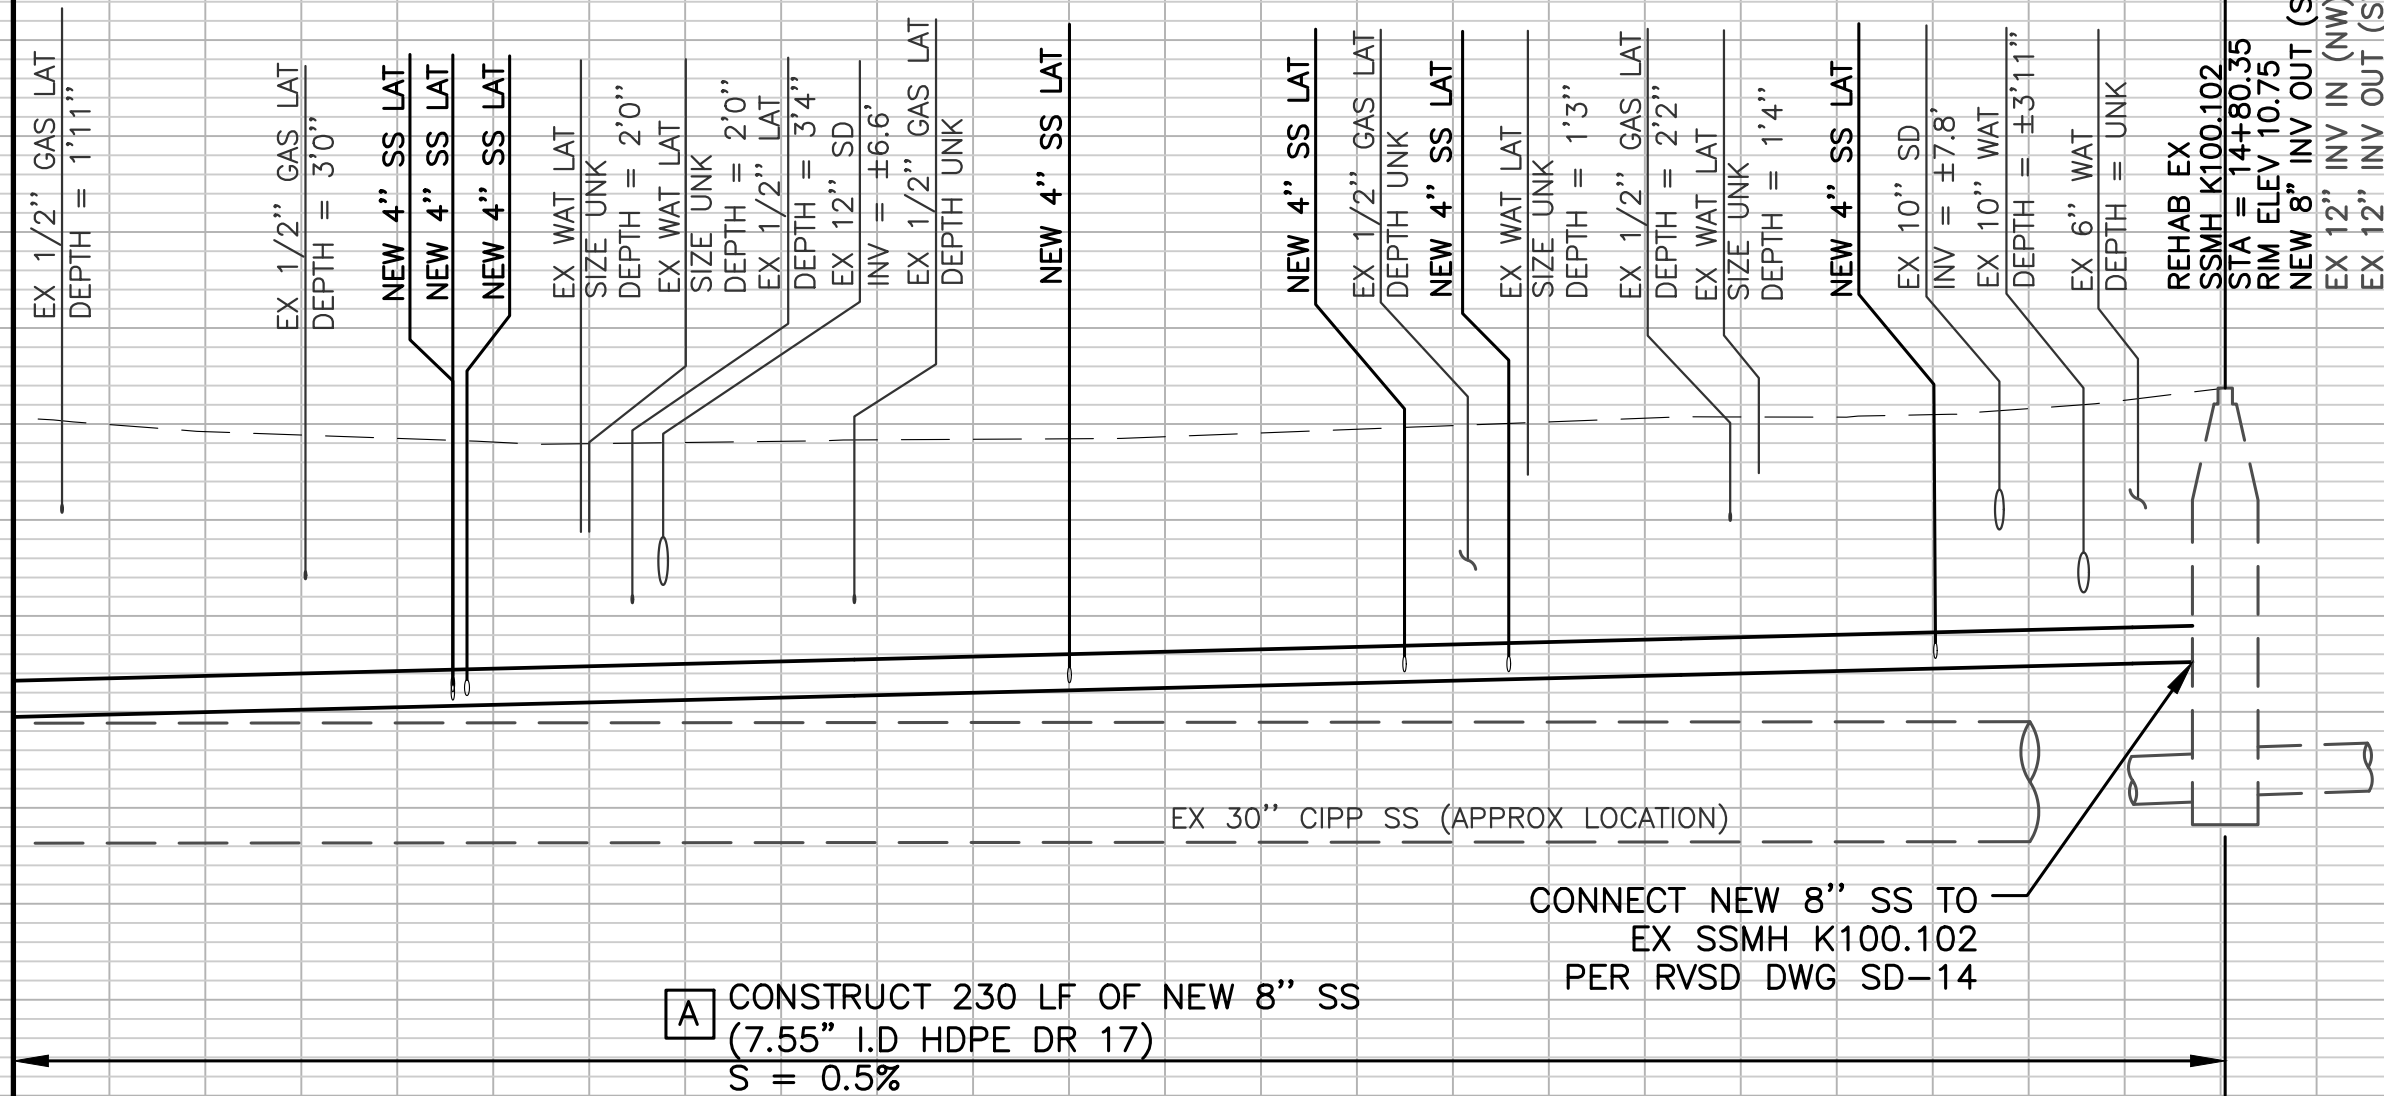 EX 1/2" GAS LAT
DEPTH = 1'11"
EX 1/2" GAS LAT
DEPTH = 3'0"
NEW 4" SS LAT
NEW 4" SS LAT
NEW 4" SS LAT
EX WAT LAT
SIZE UNK
DEPTH = 2'0"
EX WAT LAT
SIZE UNK
DEPTH = 2'0"
EX 1/2" LAT
DEPTH = 3'4"
EX 12" SD
INV = ±6.6'
EX 1/2" GAS LAT
DEPTH UNK
NEW 4" SS LAT
NEW 4" SS LAT
EX 1/2" GAS LAT
DEPTH UNK
NEW 4" SS LAT
EX WAT LAT
SIZE UNK
DEPTH = 1'3"
EX 1/2" GAS LAT
DEPTH = 2'2"
EX WAT LAT
SIZE UNK
DEPTH = 1'4"
NEW 4" SS LAT
EX 10" SD
INV = ±7.8'
EX 10" WAT
DEPTH = ±3'11"
EX 6" WAT
DEPTH = UNK
REHAB EX
SSMH K100.102
STA = 14+80.35
RIM ELEV 10.75
NEW 8" INV OUT (S
EX 12" INV IN (NW)
EX 12" INV OUT (S
EX 30" CIPP SS (APPROX LOCATION)
CONNECT NEW 8" SS TO
EX SSMH K100.102
PER RVSD DWG SD-14
A CONSTRUCT 230 LF OF NEW 8" SS
(7.55" I.D HDPE DR 17)
S = 0.5%